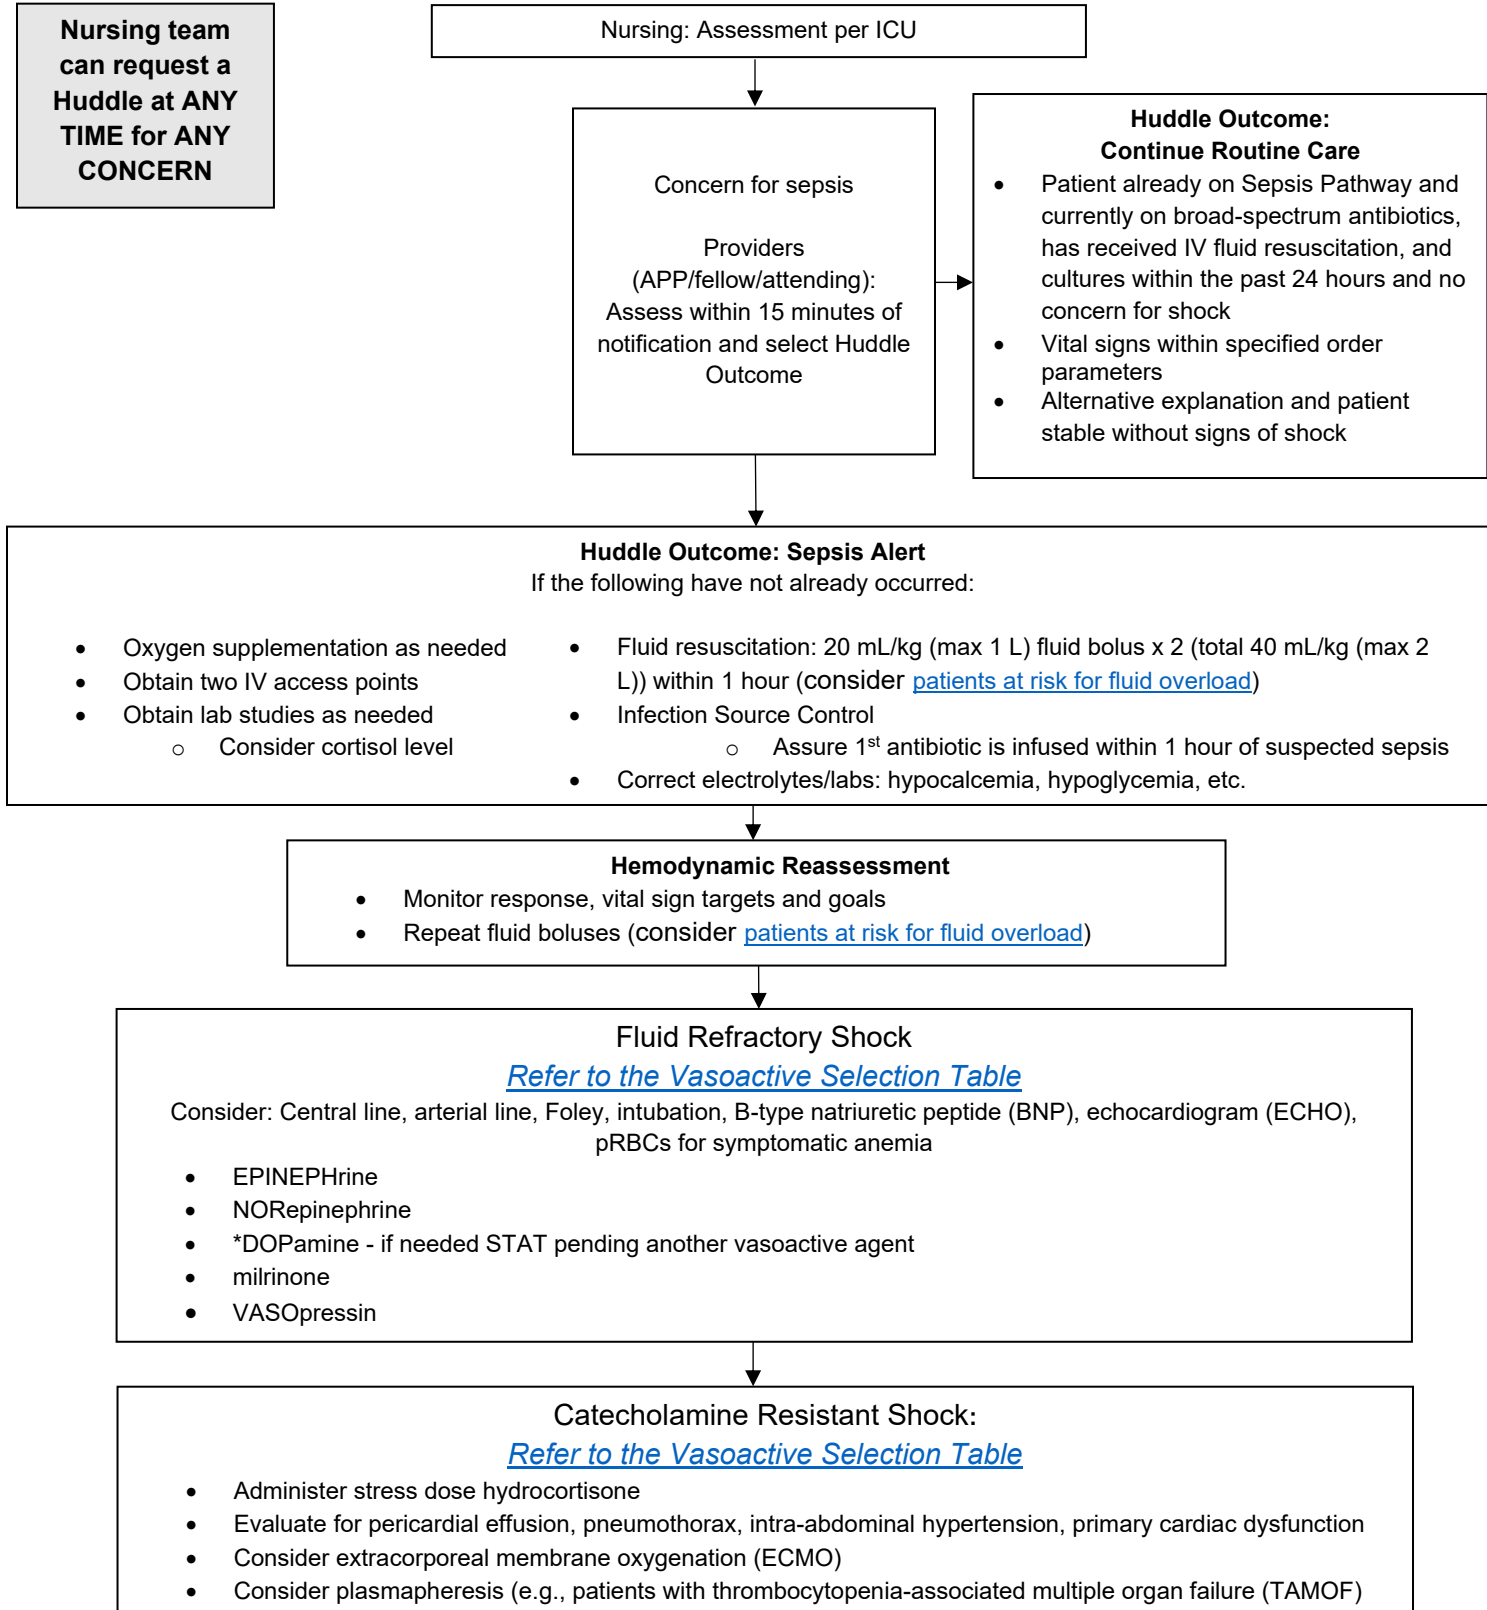 Nursing team
can request a
Huddle at ANY
TIME for ANY
CONCERN
Nursing: Assessment per ICU
Concern for sepsis
Providers
(APP/fellow/attending):
Assess within 15 minutes of
notification and select Huddle
Outcome
Huddle Outcome:
Continue Routine Care
• Patient already on Sepsis Pathway and
currently on broad-spectrum antibiotics,
has received IV fluid resuscitation, and
cultures within the past 24 hours and no
concern for shock
• Vital signs within specified order
parameters
• Alternative explanation and patient
stable without signs of shock
Huddle Outcome: Sepsis Alert
If the following have not already occurred:
• Oxygen supplementation as needed
• Obtain two IV access points
• Obtain lab studies as needed
o Consider cortisol level
• Fluid resuscitation: 20 mL/kg (max 1 L) fluid bolus x 2 (total 40 mL/kg (max 2
L)) within 1 hour (consider patients at risk for fluid overload)
• Infection Source Control
o Assure 1st antibiotic is infused within 1 hour of suspected sepsis
• Correct electrolytes/labs: hypocalcemia, hypoglycemia, etc.
Hemodynamic Reassessment
• Monitor response, vital sign targets and goals
• Repeat fluid boluses (consider patients at risk for fluid overload)
Fluid Refractory Shock
Refer to the Vasoactive Selection Table
Consider: Central line, arterial line, Foley, intubation, B-type natriuretic peptide (BNP), echocardiogram (ECHO),
pRBCs for symptomatic anemia
• EPINEPHrine
• NORepinephrine
• *DOPamine - if needed STAT pending another vasoactive agent
• milrinone
• VASOpressin
Catecholamine Resistant Shock:
Refer to the Vasoactive Selection Table
• Administer stress dose hydrocortisone
• Evaluate for pericardial effusion, pneumothorax, intra-abdominal hypertension, primary cardiac dysfunction
• Consider extracorporeal membrane oxygenation (ECMO)
• Consider plasmapheresis (e.g., patients with thrombocytopenia-associated multiple organ failure (TAMOF)